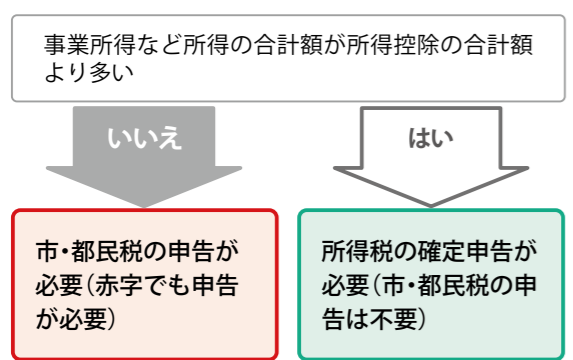 事業所得など所得の合計額が所得控除の合計額
より多い
いいえ
はい
市・都民税の申告が
必要（赤字でも申告
が必要）
所得税の確定申告が
必要（市・都民税の申
告は不要）